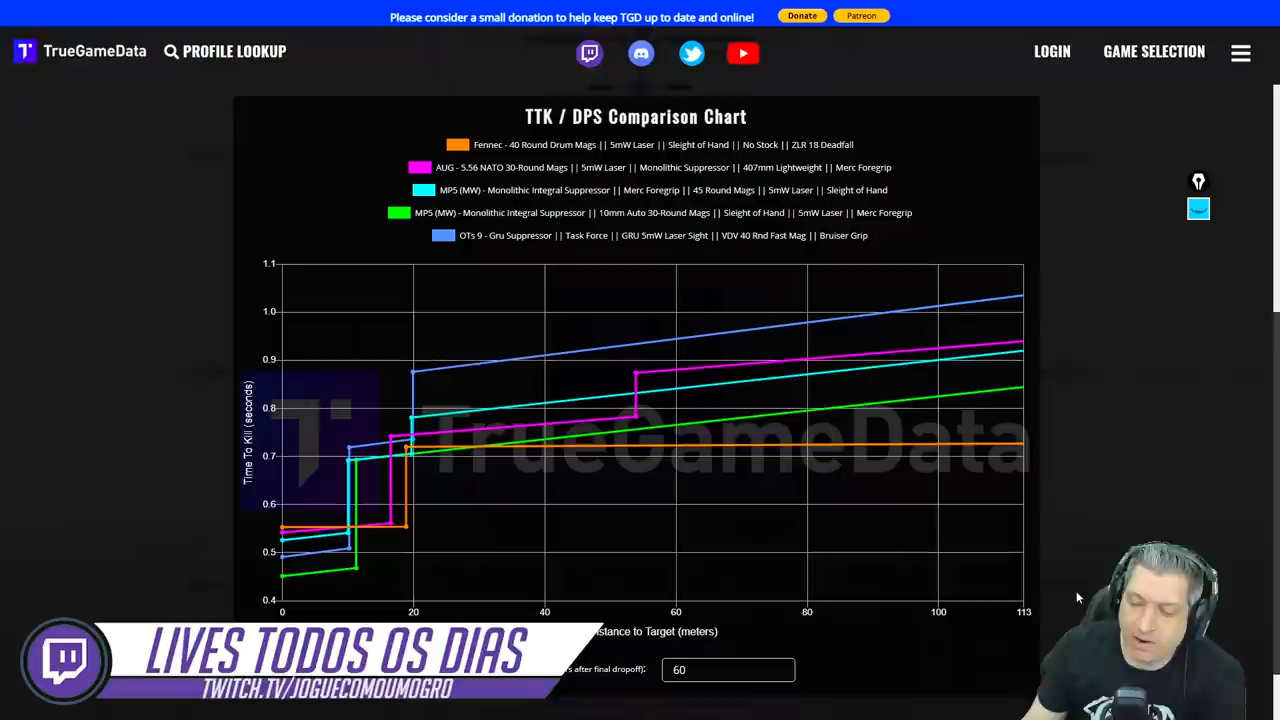 Please consider a small donation to help keep TGD up to date and online! Donate Patreon
TrueGameData PROFILE LOOKUP LOGIN GAME SELECTION
TTK / DPS Comparison Chart
Fennec - 40 Round Drum Mags || 5mW Laser || Sleight of Hand || No Stock || ZLR 18 Deadfall
AUG - 5.56 NATO 30-Round Mags || 5mW Laser || Monolithic Suppressor || 407mm Lightweight || Merc Foregrip
MP5 (MW) - Monolithic Integral Suppressor || Merc Foregrip || 45 Round Mags || 5mW Laser || Sleight of Hand
MP5 (MW) - Monolithic Integral Suppressor || 10mm Auto 30-Round Mags || Sleight of Hand || 5mW Laser || Merc Foregrip
OTs 9 - Gru Suppressor || Task Force || GRU 5mW Laser Sight || VDV 40 Rnd Fast Mag || Bruiser Grip
1.1
1.0
0.9
0.8
0.7
0.6
0.5
0.4
Time To Kill (seconds)
TrueGameData
0 20 40 60 80 100 113
istance to Target (meters)
rs after final dropoff): 60
LIVES TODOS OS DIAS
TWITCH.TV/JOGUECOMOUMOGRO